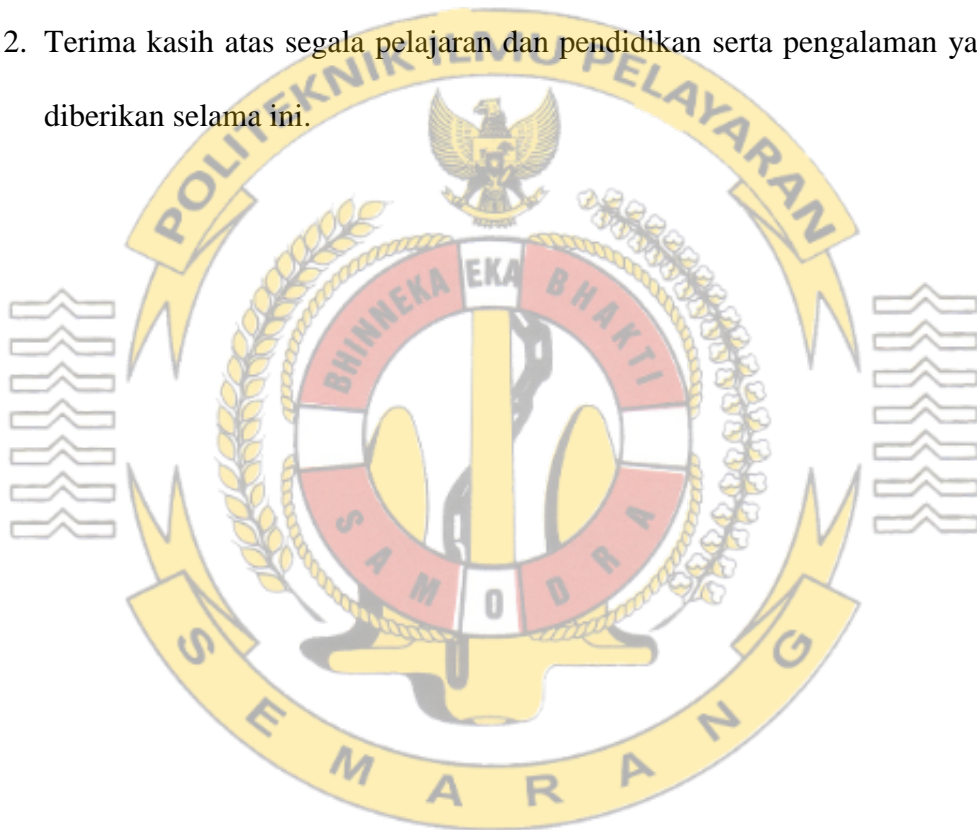 2. Terima kasih atas segala pelajaran dan pendidikan serta pengalaman ya
diberikan selama ini.
POLITEKNIK ILMU PELAYARAN
BHINNEKA EKA BHAKTI
SAMODRA
SEMARANG